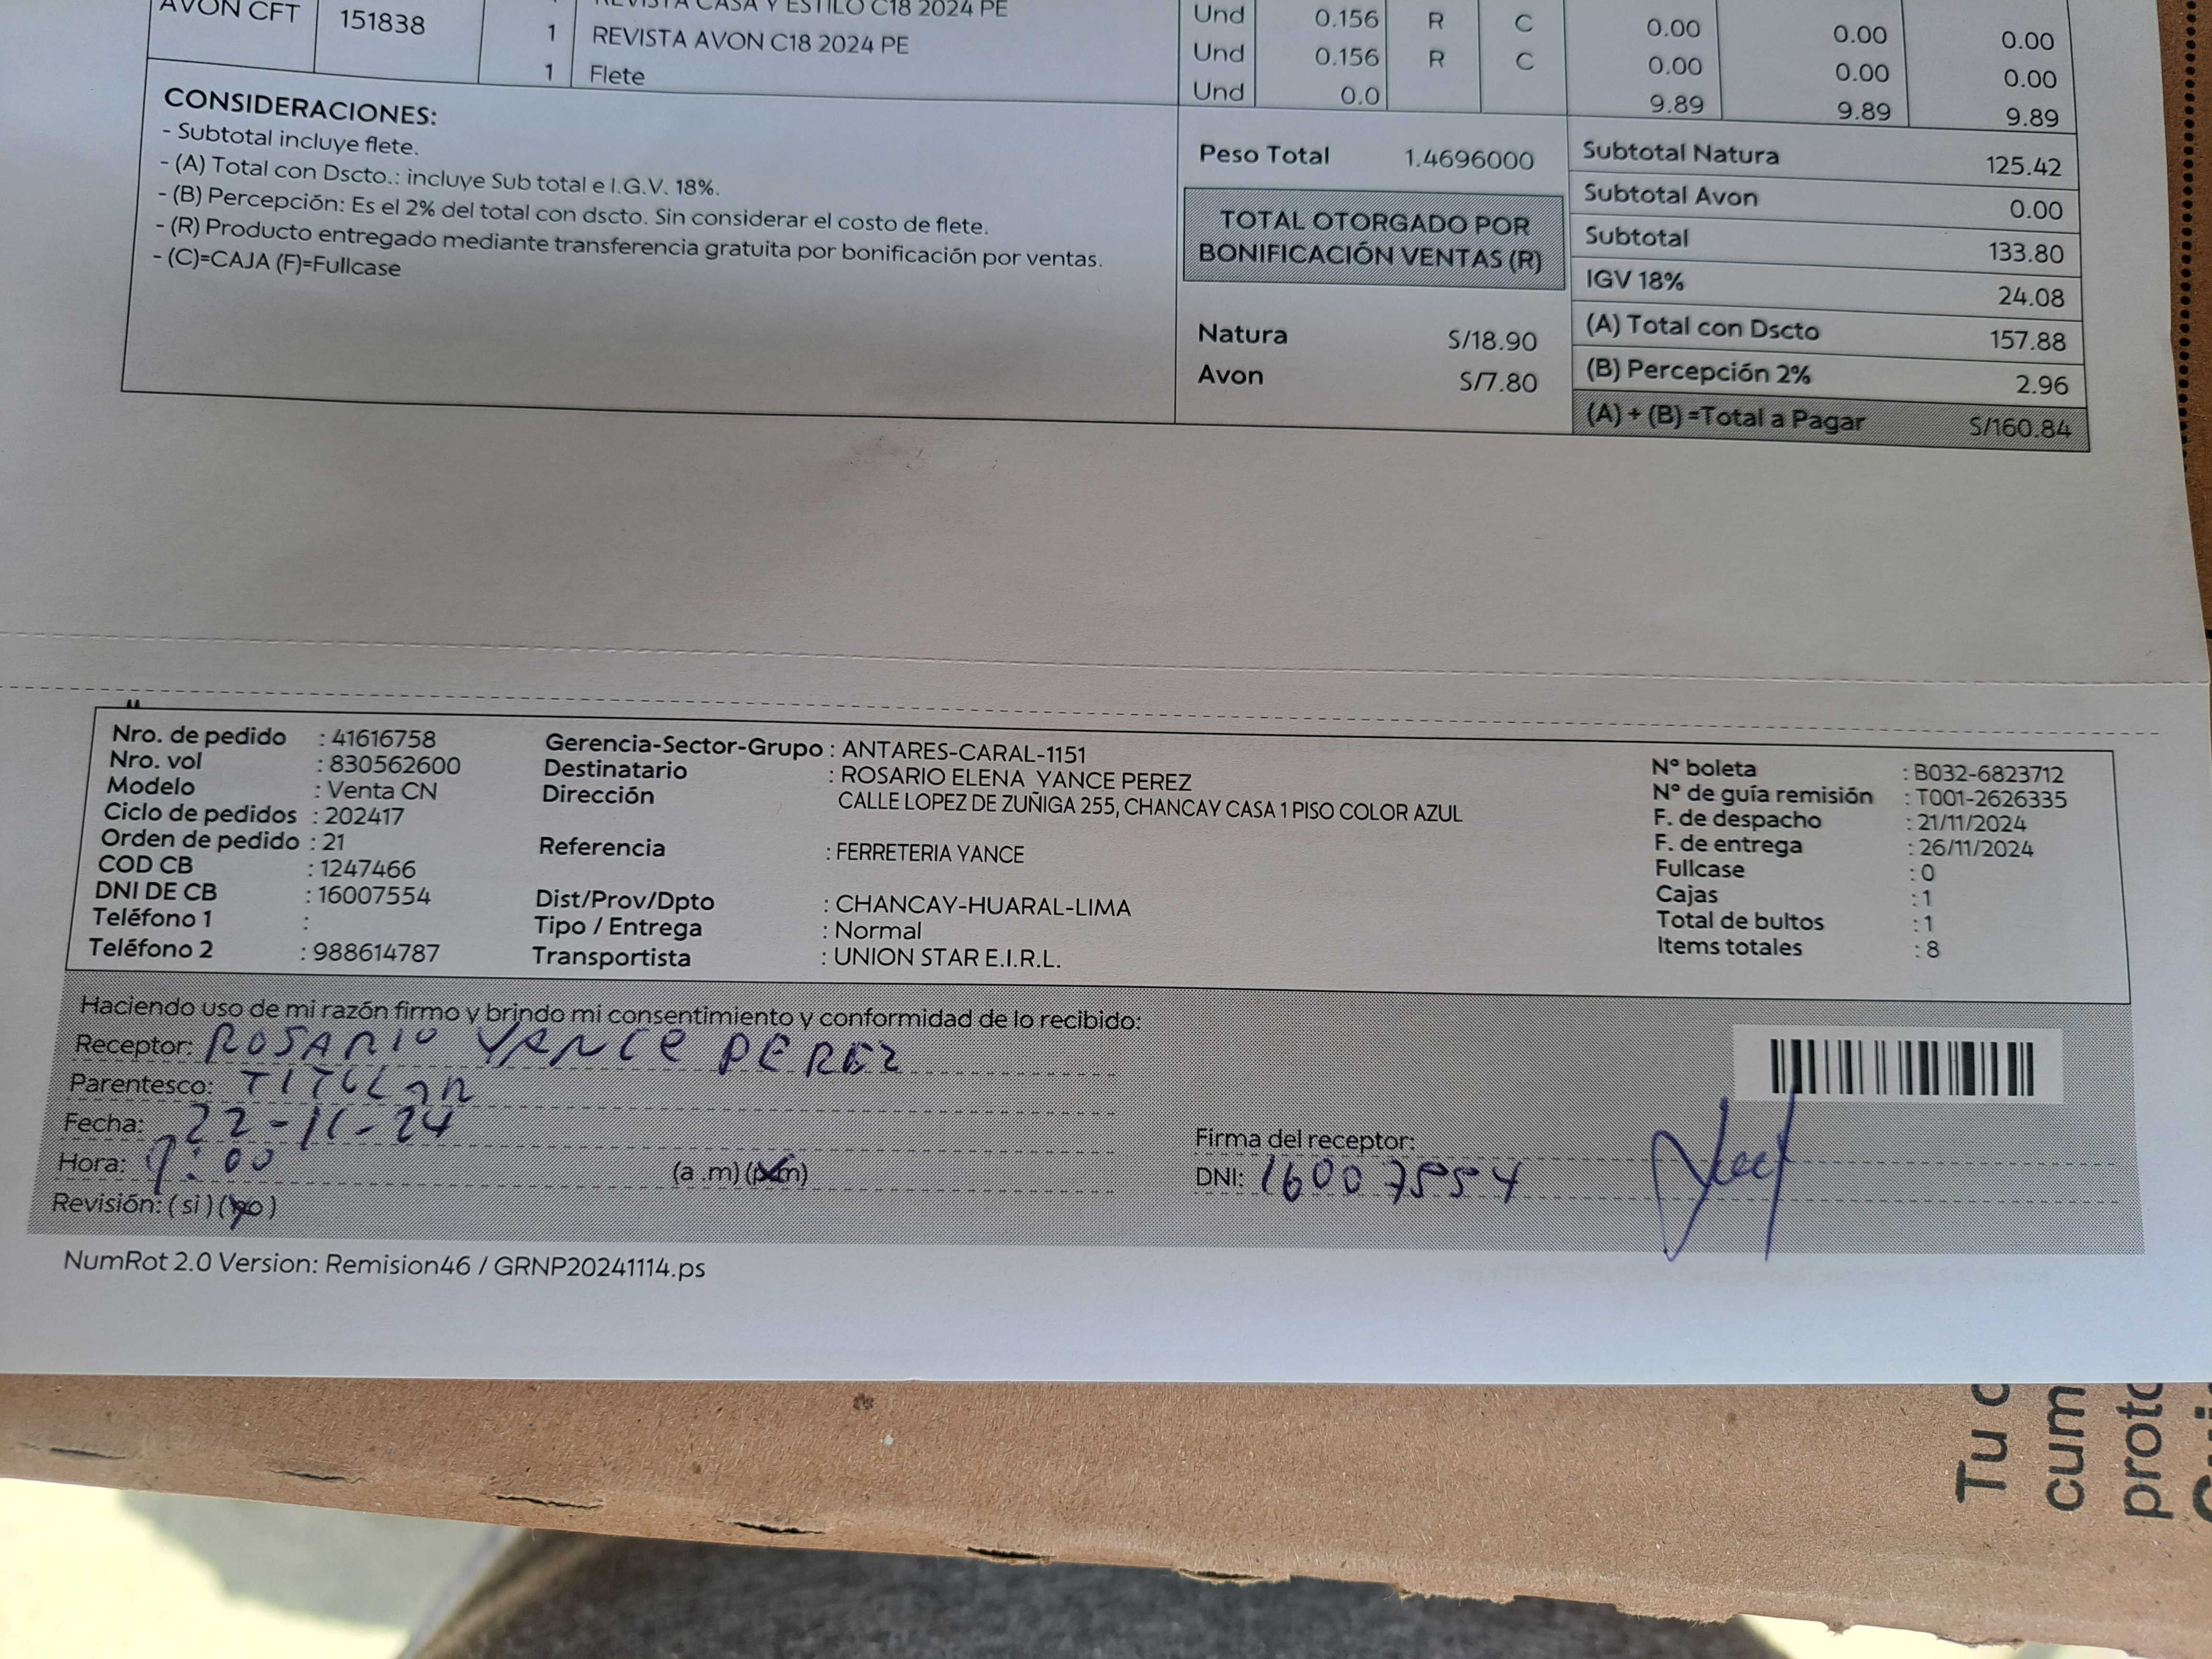 AVON CFT 151838 1 REVISTA CASA Y ESTILO C18 2024 PE Und 0.156 R C 0.00 0.00 0.00
1 REVISTA AVON C18 2024 PE Und 0.156 R C 0.00 0.00 0.00
1 Flete Und 0.0 9.89 9.89 9.89
CONSIDERACIONES:
- Subtotal incluye flete.
- (A) Total con Dscto.: incluye Sub total e I.G.V. 18%.
- (B) Percepción: Es el 2% del total con dscto. Sin considerar el costo de flete.
- (R) Producto entregado mediante transferencia gratuita por bonificación por ventas.
- (C)=CAJA (F)=Fullcase
Peso Total 1.4696000
TOTAL OTORGADO POR
BONIFICACIÓN VENTAS (R)
Natura S/18.90
Avon S/7.80
Subtotal Natura 125.42
Subtotal Avon 0.00
Subtotal 133.80
IGV 18% 24.08
(A) Total con Dscto 157.88
(B) Percepción 2% 2.96
(A) + (B) =Total a Pagar S/160.84
Nro. de pedido : 41616758
Nro. vol : 830562600
Modelo : Venta CN
Ciclo de pedidos : 202417
Orden de pedido : 21
COD CB : 1247466
DNI DE CB : 16007554
Teléfono 1 :
Teléfono 2 : 988614787
Gerencia-Sector-Grupo : ANTARES-CARAL-1151
Destinatario : ROSARIO ELENA YANCE PEREZ
Dirección CALLE LOPEZ DE ZUÑIGA 255, CHANCAY CASA 1 PISO COLOR AZUL
Referencia : FERRETERIA YANCE
Dist/Prov/Dpto : CHANCAY-HUARAL-LIMA
Tipo / Entrega : Normal
Transportista : UNION STAR E.I.R.L.
N° boleta : B032-6823712
N° de guía remisión : T001-2626335
F. de despacho : 21/11/2024
F. de entrega : 26/11/2024
Fullcase : 0
Cajas : 1
Total de bultos : 1
Items totales : 8
Haciendo uso de mi razón firmo y brindo mi consentimiento y conformidad de lo recibido:
Receptor: ROSARIO YANCE PEREZ
Parentesco: TITULAR
Fecha: 22-11-24
Hora: 9:00 (a .m) (p.m)
Revisión: ( si ) ( no )
Firma del receptor:
DNI: 16007554
NumRot 2.0 Version: Remision46 / GRNP20241114.ps
Tu
cum